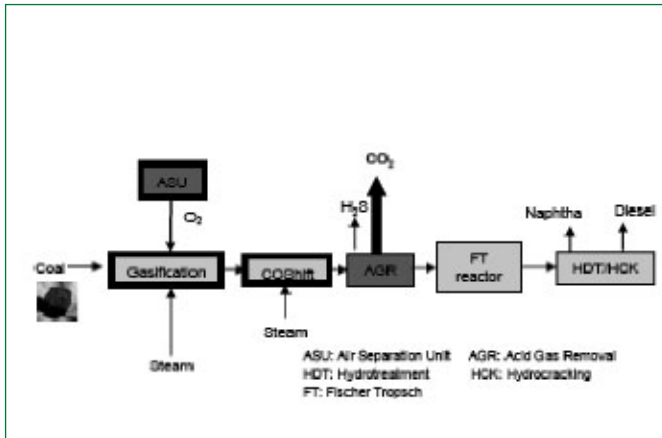 CO₂
ASU
H₂S
Naphtha
Diesel
O₂
Coal
Gasification
COShift
AGR
FT
reactor
HDT/HCK
Steam
Steam
ASU: Air Separation Unit
AGR: Acid Gas Removal
HDT: Hydrotreatment
HCK: Hydrocracking
FT: Fischer Tropsch